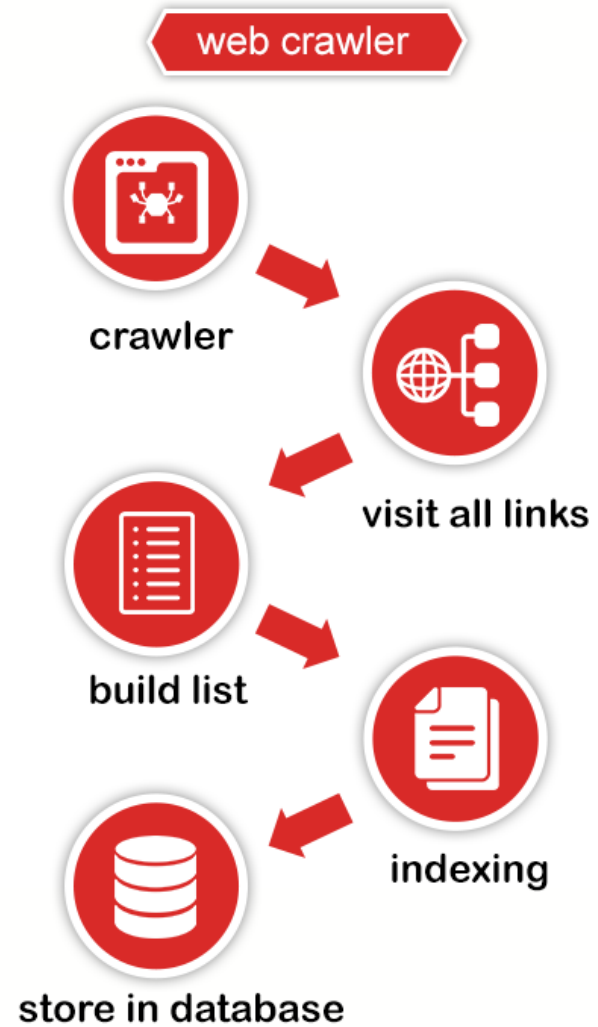 web crawler
crawler
visit all links
build list
indexing
store in database